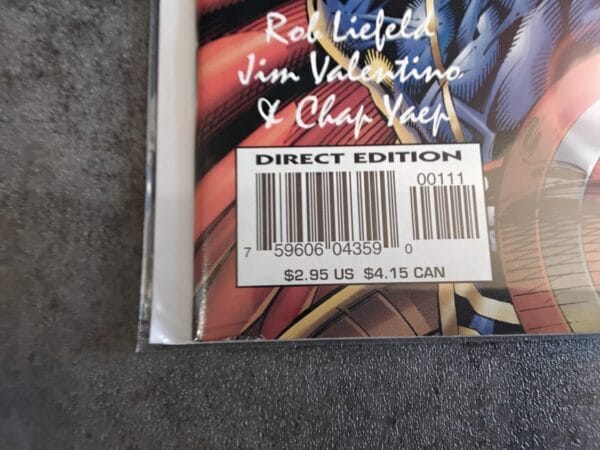 Rob Liefeld
Jim Valentino
& Chap Yaep
DIRECT EDITION
00111
7 59606 04359 0
$2.95 US $4.15 CAN